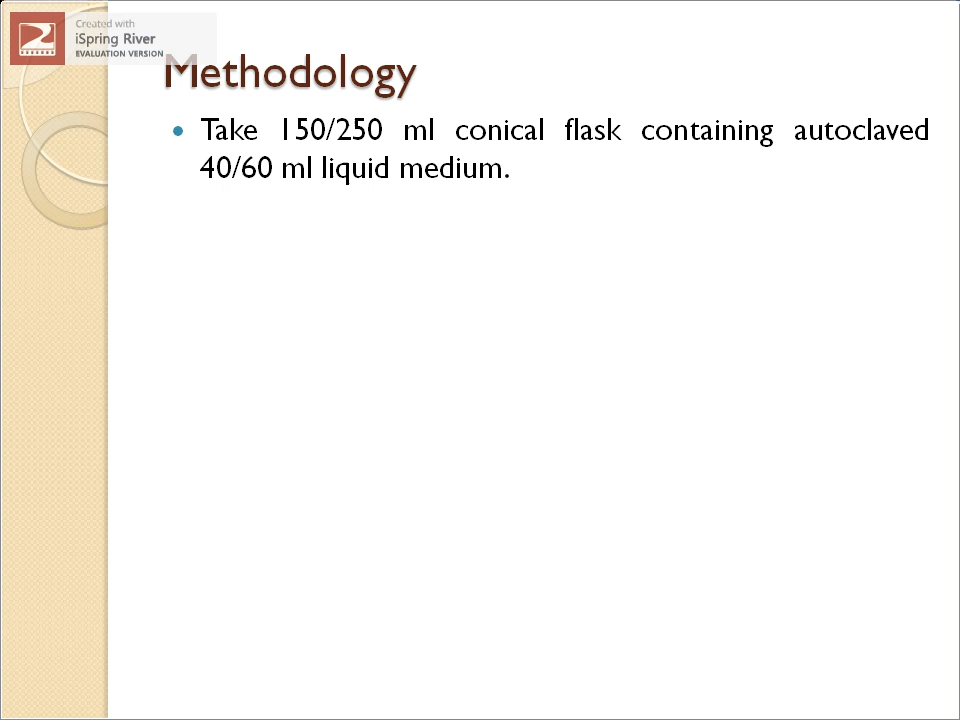 Created with
iSpring River
EVALUATION VERSION
Methodology
• Take 150/250 ml conical flask containing autoclaved
40/60 ml liquid medium.